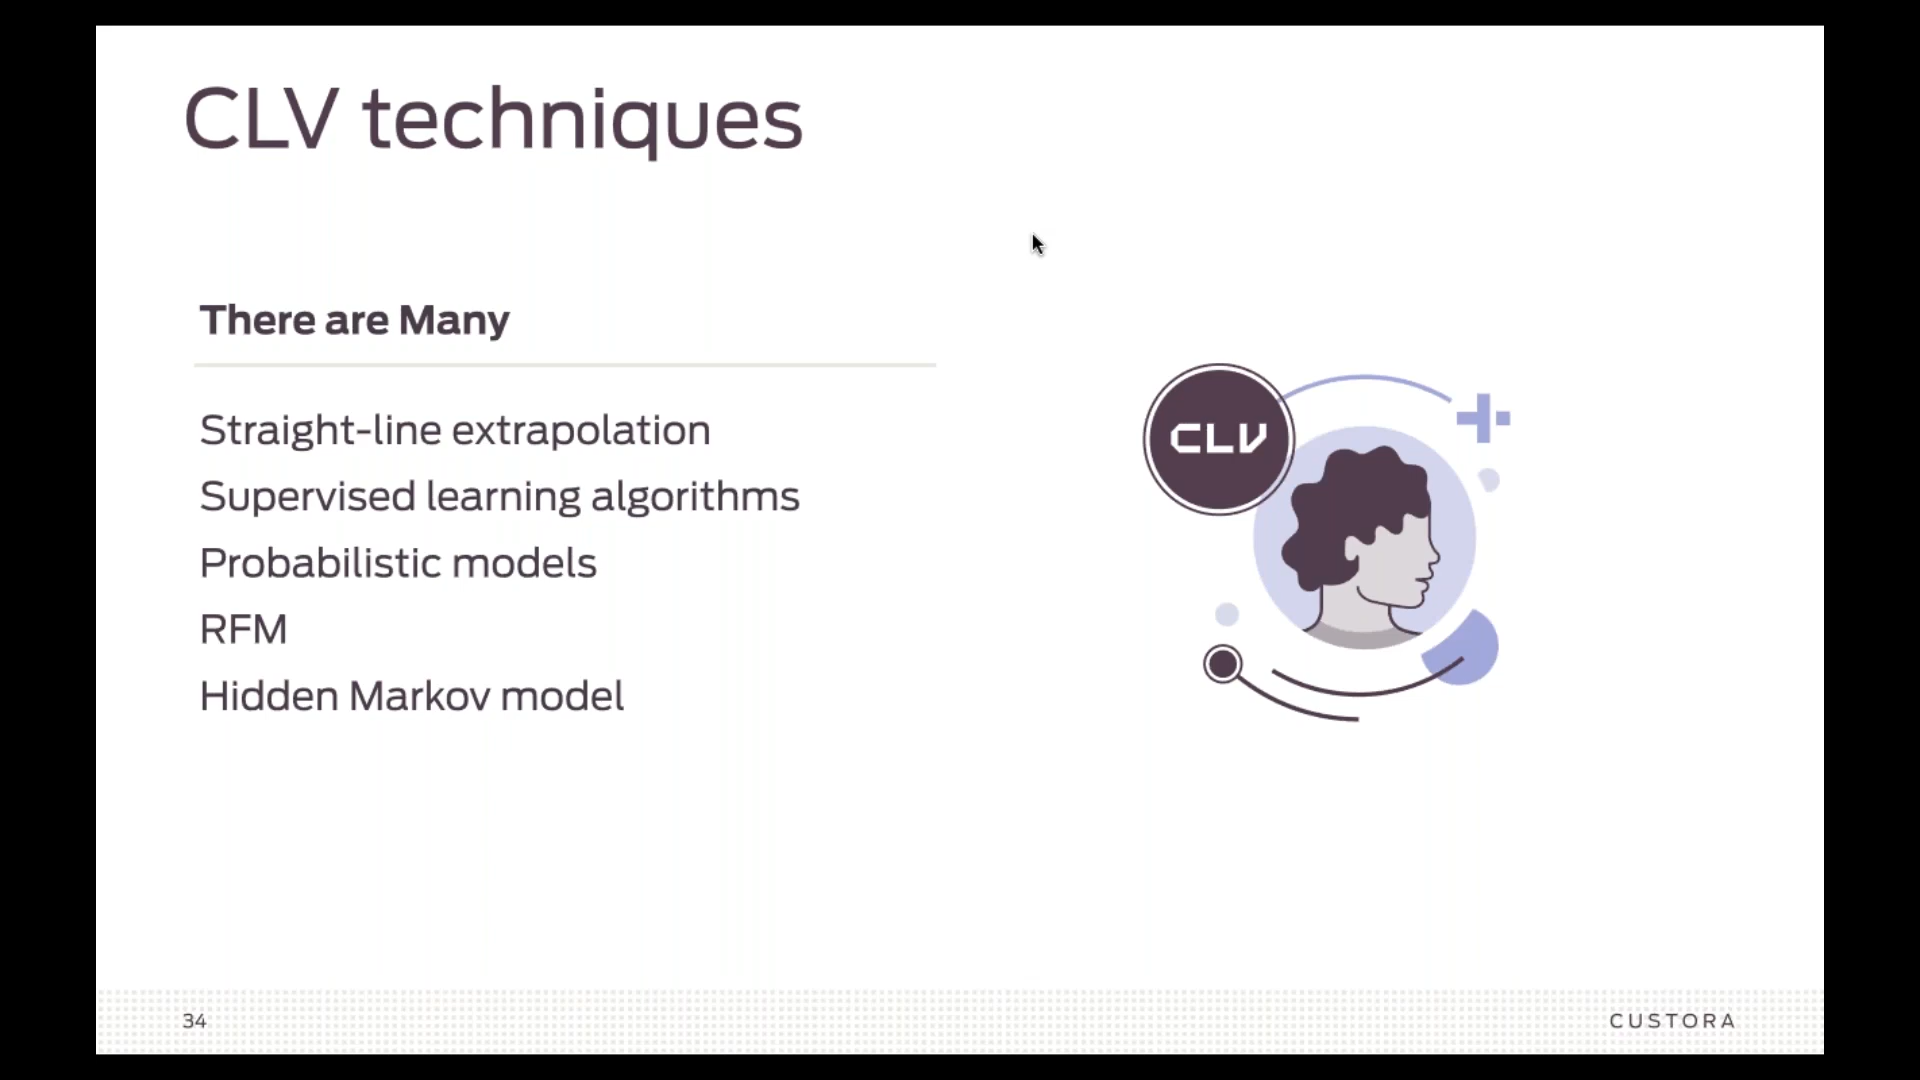 CLV techniques
There are Many
Straight-line extrapolation
Supervised learning algorithms
Probabilistic models
RFM
Hidden Markov model
CLV
34
CUSTORA